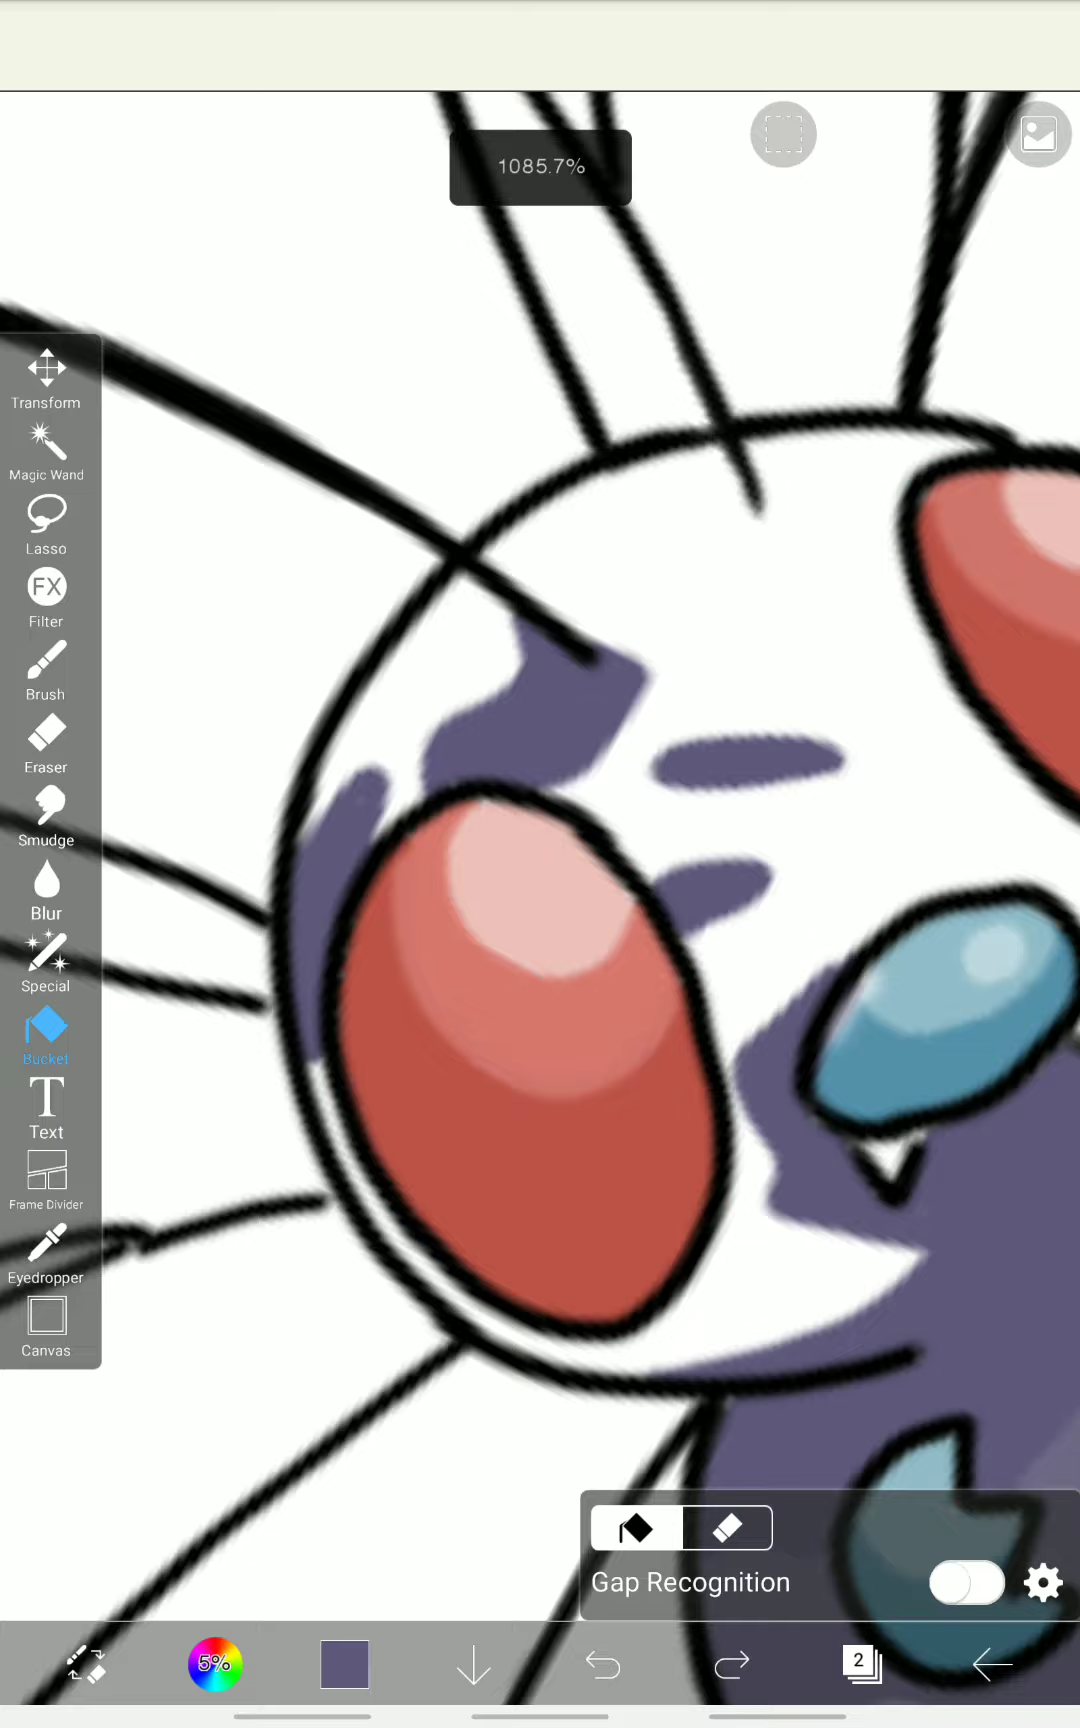 1085.7%
Transform
Magic Wand
Lasso
FX
Filter
Brush
Eraser
Smudge
Blur
Special
Bucket
T
Text
Frame Divider
Eyedropper
Canvas
Gap Recognition
5%
2